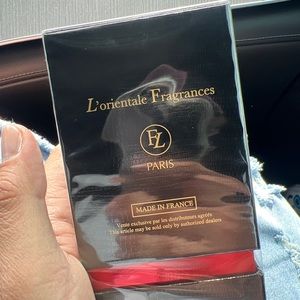 L'orientale Fragrances
FL
PARIS
MADE IN FRANCE
Vente exclusive par les distributeurs agréés
This article may be sold only by authorized dealers